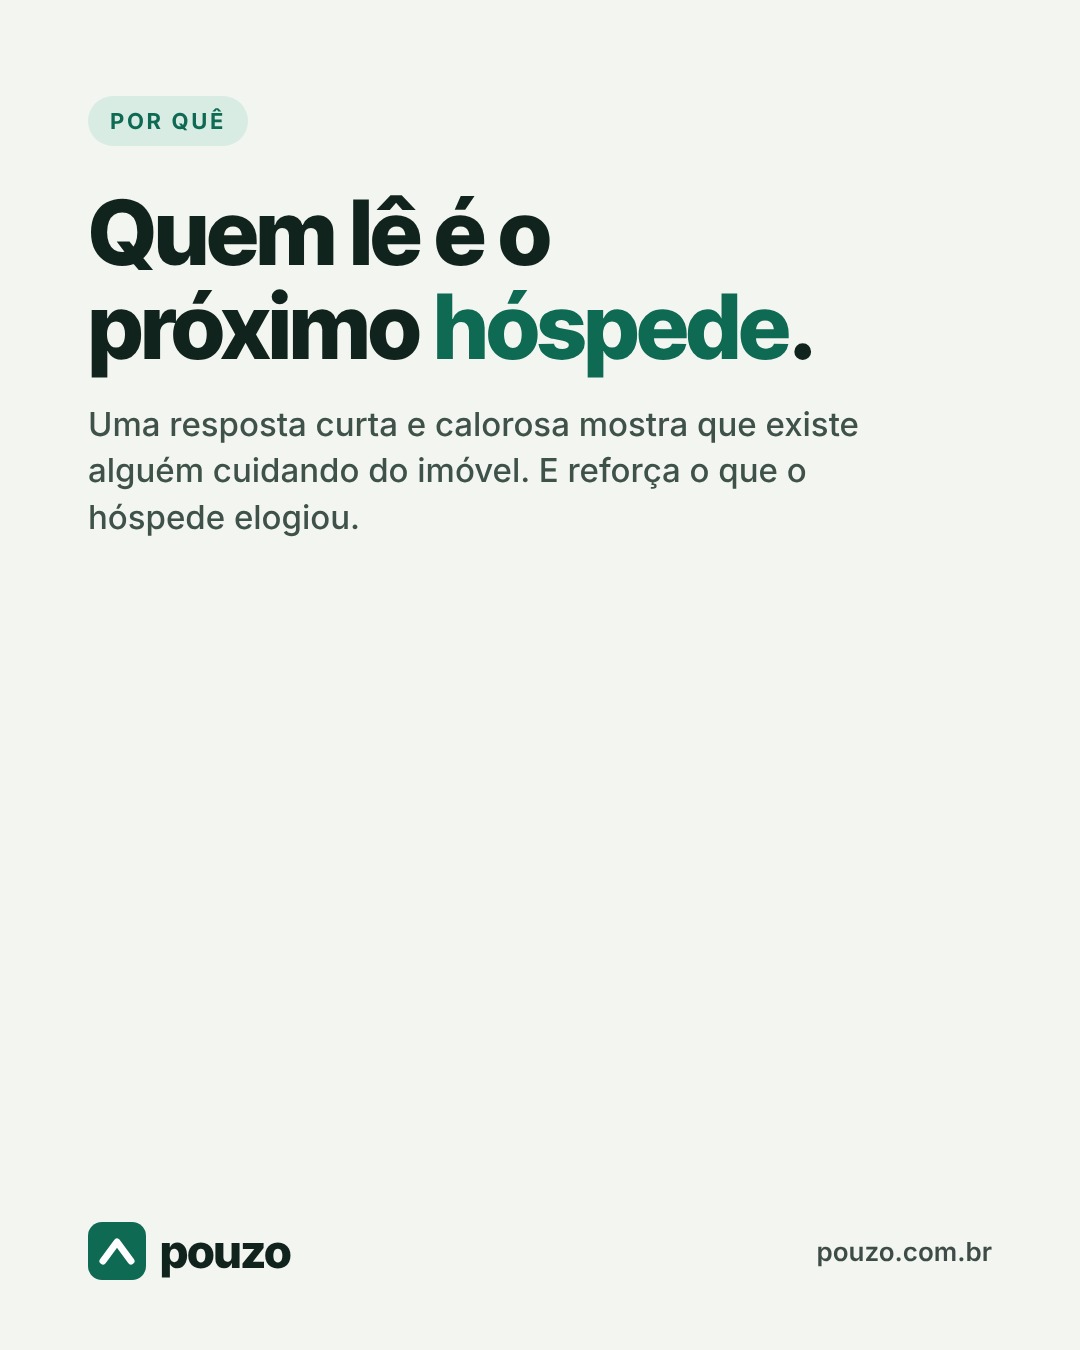 POR QUÊ
Quem lê é o
próximo hóspede.
Uma resposta curta e calorosa mostra que existe
alguém cuidando do imóvel. E reforça o que o
hóspede elogiou.
pouzo
pouzo.com.br